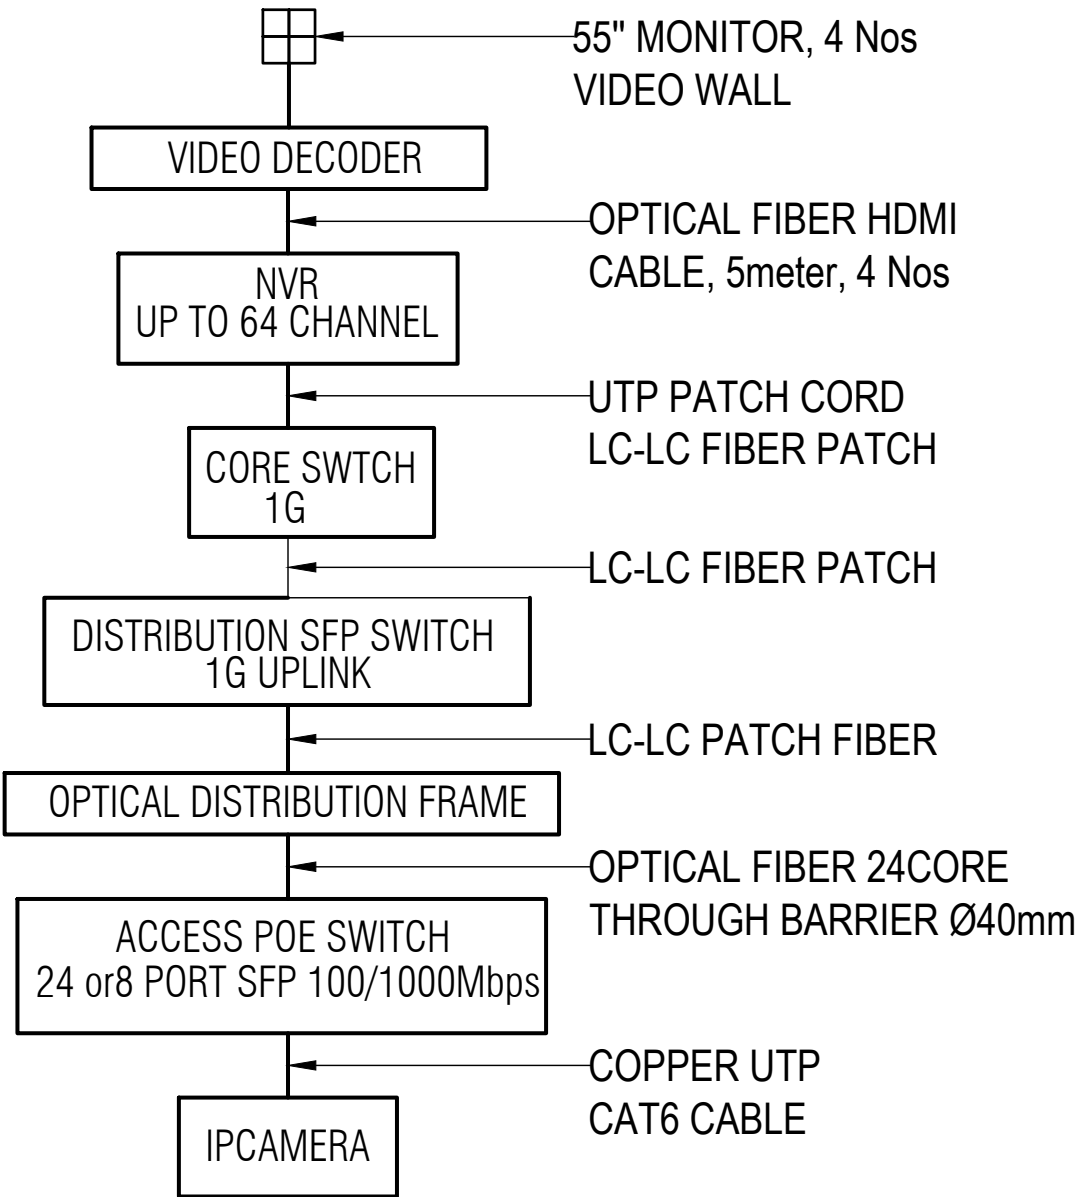 55" MONITOR, 4 Nos
VIDEO WALL
VIDEO DECODER
OPTICAL FIBER HDMI
CABLE, 5meter, 4 Nos
NVR
UP TO 64 CHANNEL
UTP PATCH CORD
LC-LC FIBER PATCH
CORE SWTCH
1G
LC-LC FIBER PATCH
DISTRIBUTION SFP SWITCH
1G UPLINK
LC-LC PATCH FIBER
OPTICAL DISTRIBUTION FRAME
OPTICAL FIBER 24CORE
THROUGH BARRIER Ø40mm
ACCESS POE SWITCH
24 or8 PORT SFP 100/1000Mbps
COPPER UTP
CAT6 CABLE
IPCAMERA